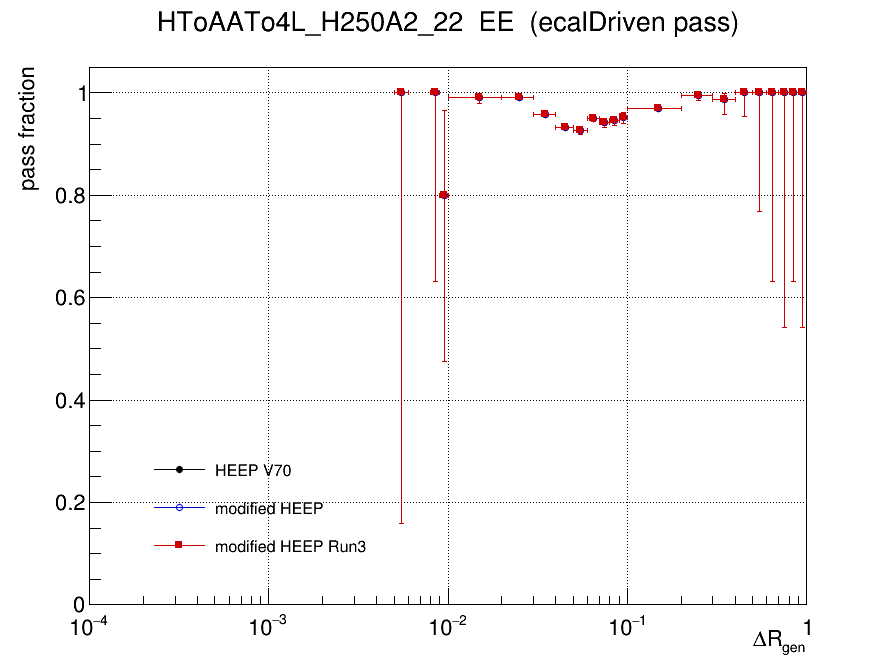 HToAATo4L_H250A2_22 EE (ecalDriven pass)
pass fraction
1
0.8
0.6
0.4
0.2
0
HEEP V70
modified HEEP
modified HEEP Run3
10⁻⁴ 10⁻³ 10⁻² 10⁻¹ 1
ΔR_gen